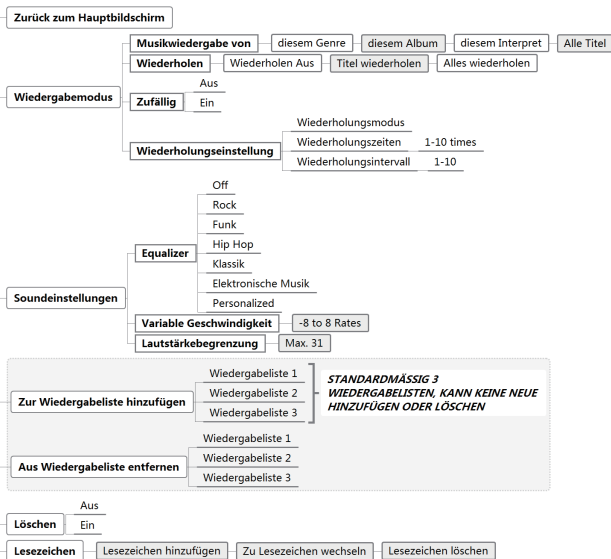 Zurück zum Hauptbildschirm
Wiedergabemodus
Musikwiedergabe von
diesem Genre
diesem Album
diesem Interpret
Alle Titel
Wiederholen
Wiederholen Aus
Titel wiederholen
Alles wiederholen
Zufällig
Aus
Ein
Wiederholungseinstellung
Wiederholungsmodus
Wiederholungszeiten
1-10 times
Wiederholungsintervall
1-10
Soundeinstellungen
Equalizer
Off
Rock
Funk
Hip Hop
Klassik
Elektronische Musik
Personalized
Variable Geschwindigkeit
-8 to 8 Rates
Lautstärkebegrenzung
Max. 31
Zur Wiedergabeliste hinzufügen
Wiedergabeliste 1
Wiedergabeliste 2
Wiedergabeliste 3
STANDARDMÄSSIG 3
WIEDERGABELISTEN, KANN KEINE NEUE
HINZUFÜGEN ODER LÖSCHEN
Aus Wiedergabeliste entfernen
Wiedergabeliste 1
Wiedergabeliste 2
Wiedergabeliste 3
Löschen
Aus
Ein
Lesezeichen
Lesezeichen hinzufügen
Zu Lesezeichen wechseln
Lesezeichen löschen